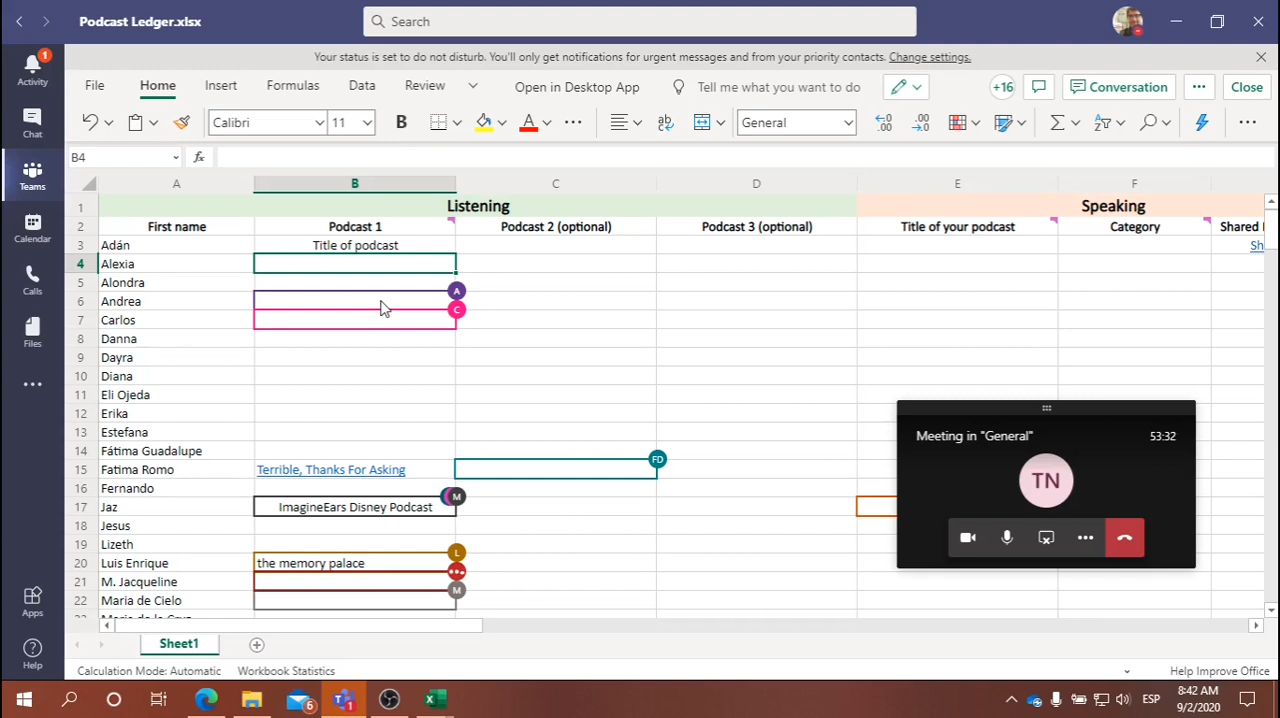 Podcast Ledger.xlsx
Search
Your status is set to do not disturb. You'll only get notifications for urgent messages and from your priority contacts. Change settings.
1
Activity
Chat
Teams
Calendar
Calls
Files
Apps
Help
File Home Insert Formulas Data Review Open in Desktop App Tell me what you want to do +16 Conversation Close
Calibri 11 B A General
B4 fx
A B C D E F
1 Listening Speaking
2 First name Podcast 1 Podcast 2 (optional) Podcast 3 (optional) Title of your podcast Category Shared
3 Adán Title of podcast Sh
4 Alexia
5 Alondra
A
6 Andrea
C
7 Carlos
8 Danna
9 Dayra
10 Diana
11 Eli Ojeda
12 Erika
13 Estefana
14 Fátima Guadalupe
FD
15 Fatima Romo Terrible, Thanks For Asking
16 Fernando
M
17 Jaz ImagineEars Disney Podcast
18 Jesus
19 Lizeth
L
20 Luis Enrique the memory palace
21 M. Jacqueline
M
22 Maria de Cielo
Meeting in "General" 53:32
TN
Sheet1
Calculation Mode: Automatic Workbook Statistics Help Improve Office
6 1 ESP 8:42 AM
9/2/2020